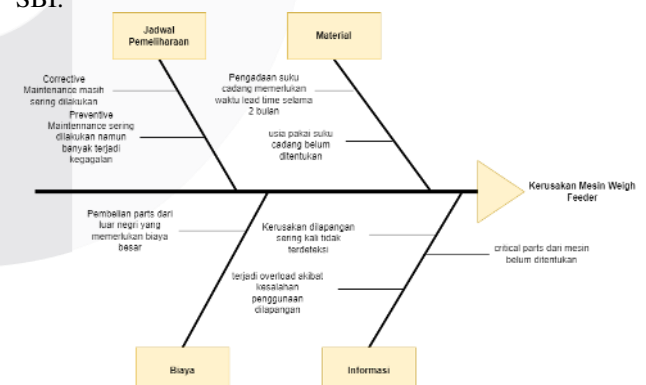 SBI.
Jadwal
Pemeliharaan
Material
Corrective
Maintenance masih
sering dilakukan
Preventive
Maintennance sering
dilakukan namun
banyak terjadi
kegagalan
Pengadaan suku
cadang memerlukan
waktu lead time selama
2 bulan
usia pakai suku
cadang belum
ditentukan
Kerusakan Mesin Weigh
Feeder
Pembelian parts dari
luar negri yang
memerlukan biaya
besar
Kerusakan dilapangan
sering kali tidak
terdeteksi
critical parts dari mesin
belum ditentukan
terjadi overload akibat
kesalahan
penggunaan
dilapangan
Biaya
Informasi